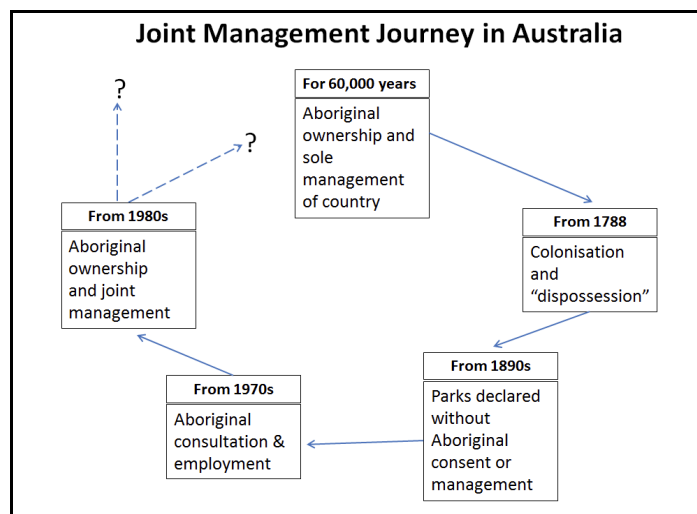 Joint Management Journey in Australia
For 60,000 years
Aboriginal
ownership and
sole
management
of country
From 1788
Colonisation
and
“dispossession”
From 1890s
Parks declared
without
Aboriginal
consent or
management
From 1970s
Aboriginal
consultation &
employment
From 1980s
Aboriginal
ownership
and joint
management
?
?